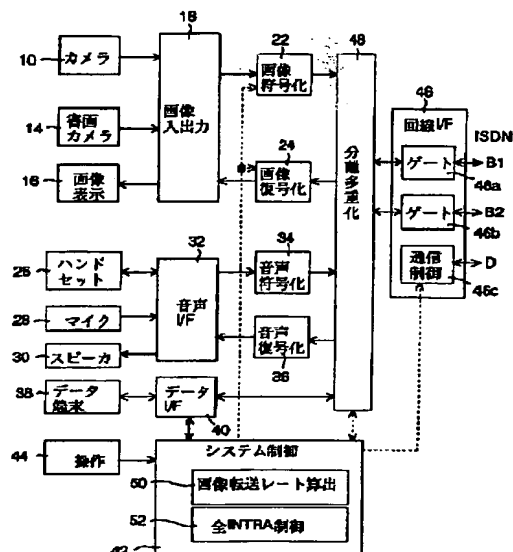 18
22
48
10
カメラ
画像
符号化
46
回線I/F
14
書画
カメラ
画像
入出力
ISDN
24
ゲート
B1
16
画像
表示
画像
復号化
分離多重化
46a
ゲート
B2
32
34
46b
26
ハンド
セット
音声
符号化
通信
制御
D
28
マイク
音声
I/F
46c
音声
復号化
30
スピーカ
36
38
データ
端末
データ
I/F
40
44
操作
システム制御
50
画像転送レート算出
52
全INTRA制御
42